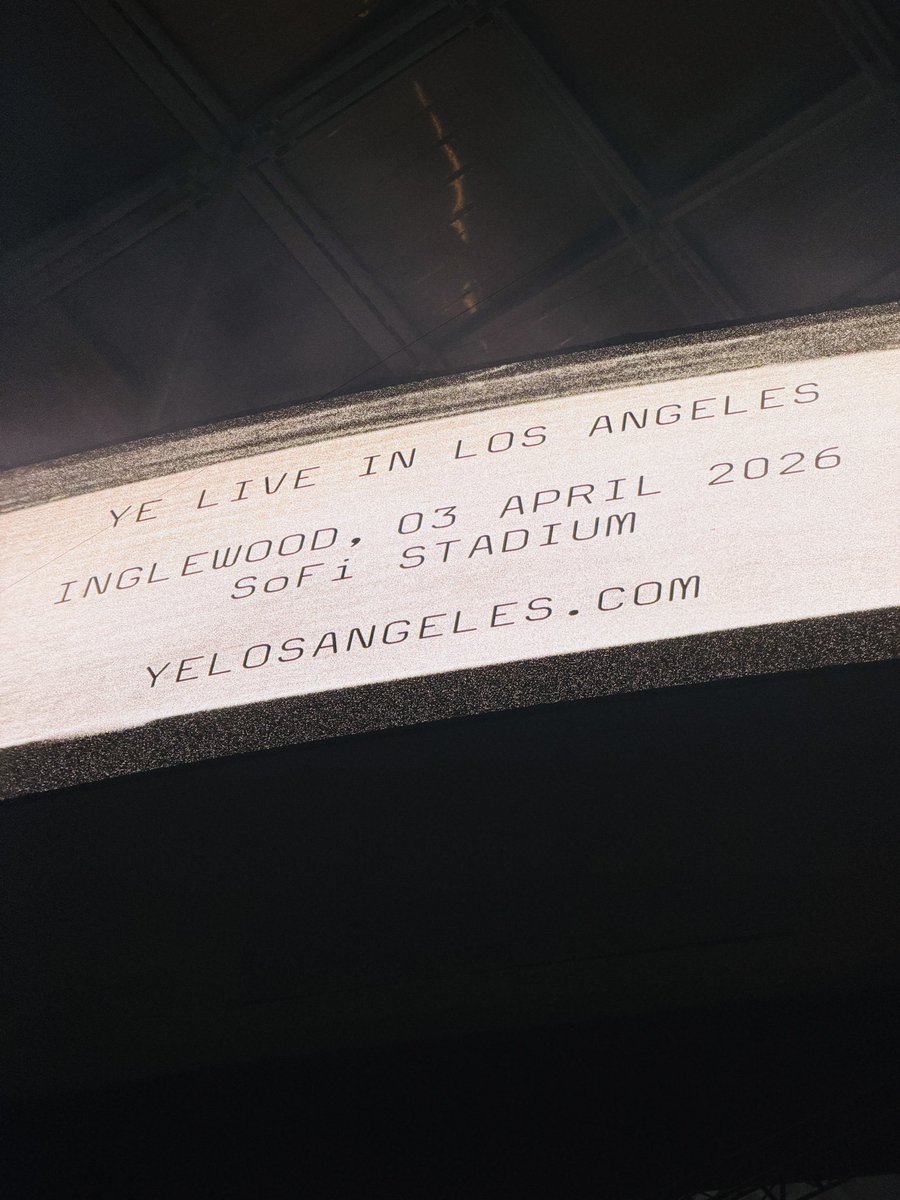 YE LIVE IN LOS ANGELES
INGLEWOOD, 03 APRIL 2026
SoFi STADIUM
YELOSANGELES.COM